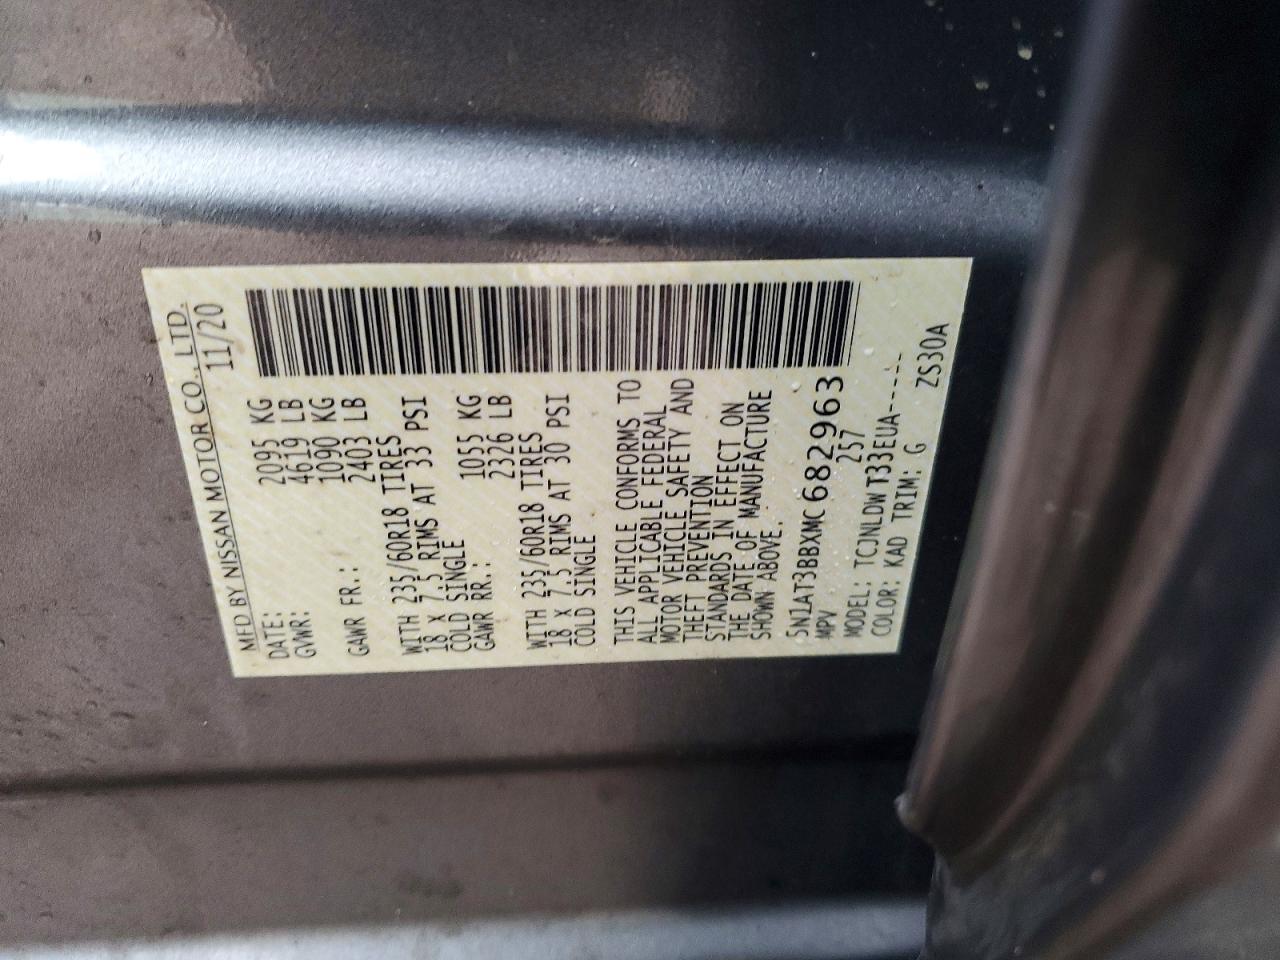 MFD BY NISSAN MOTOR CO., LTD.
DATE: 11/20
GVWR: 2095 KG
4619 LB
GAWR FR.: 1090 KG
2403 LB
WITH 235/60R18 TIRES
18 X 7.5 RIMS AT 33 PSI
COLD SINGLE
GAWR RR.: 1055 KG
2326 LB
WITH 235/60R18 TIRES
18 X 7.5 RIMS AT 30 PSI
COLD SINGLE
THIS VEHICLE CONFORMS TO
ALL APPLICABLE FEDERAL
MOTOR VEHICLE SAFETY AND
THEFT PREVENTION
STANDARDS IN EFFECT ON
THE DATE OF MANUFACTURE
SHOWN ABOVE.
5N1AT3BBXMC682963
MPV 257
MODEL: TCJNLDWT33EUA-----
COLOR: KAD TRIM: G ZS30A